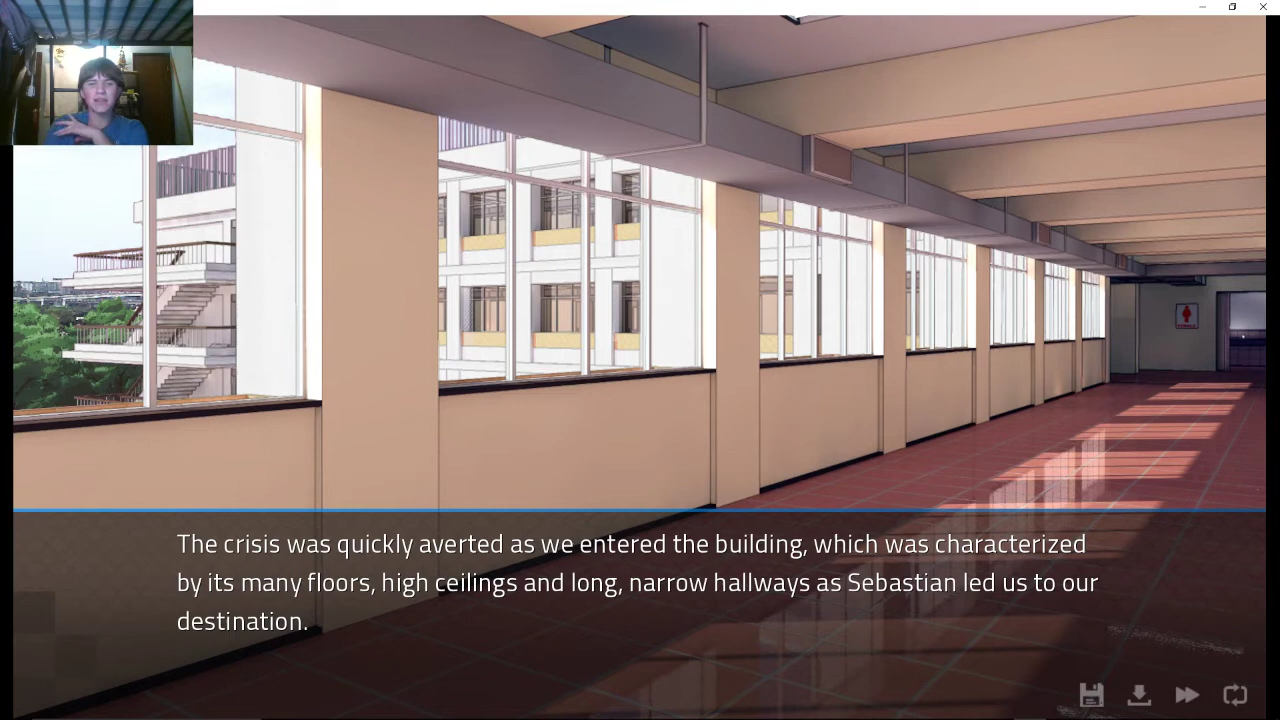 The crisis was quickly averted as we entered the building, which was characterized
by its many floors, high ceilings and long, narrow hallways as Sebastian led us to our
destination.